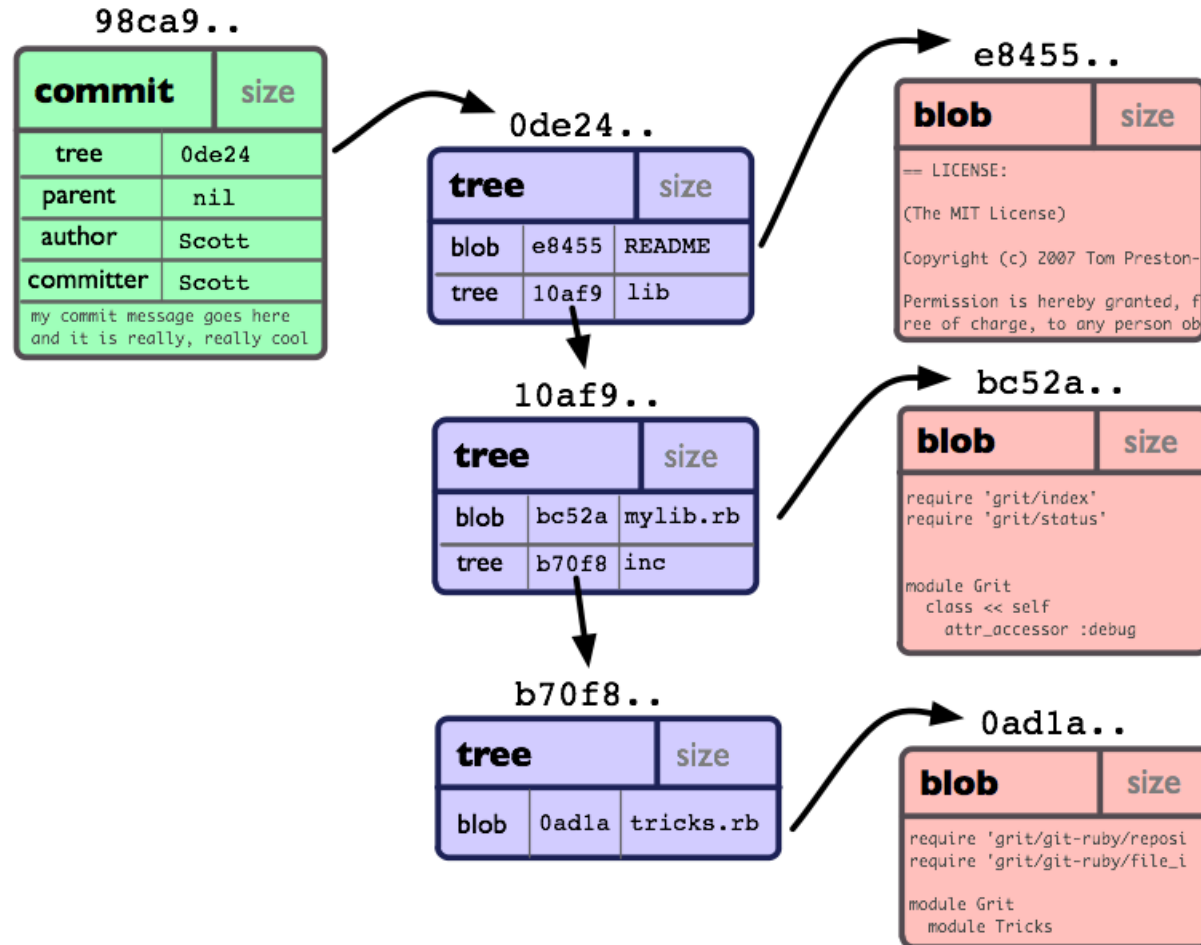 98ca9..
commit size
tree 0de24
parent nil
author Scott
committer Scott
my commit message goes here
and it is really, really cool
0de24..
tree size
blob e8455 README
tree 10af9 lib
10af9..
tree size
blob bc52a mylib.rb
tree b70f8 inc
b70f8..
tree size
blob 0ad1a tricks.rb
e8455..
blob size
== LICENSE:
(The MIT License)
Copyright (c) 2007 Tom Preston-
Permission is hereby granted, f
ree of charge, to any person ob
bc52a..
blob size
require 'grit/index'
require 'grit/status'
module Grit
class << self
attr_accessor :debug
0ad1a..
blob size
require 'grit/git-ruby/reposi
require 'grit/git-ruby/file_i
module Grit
module Tricks